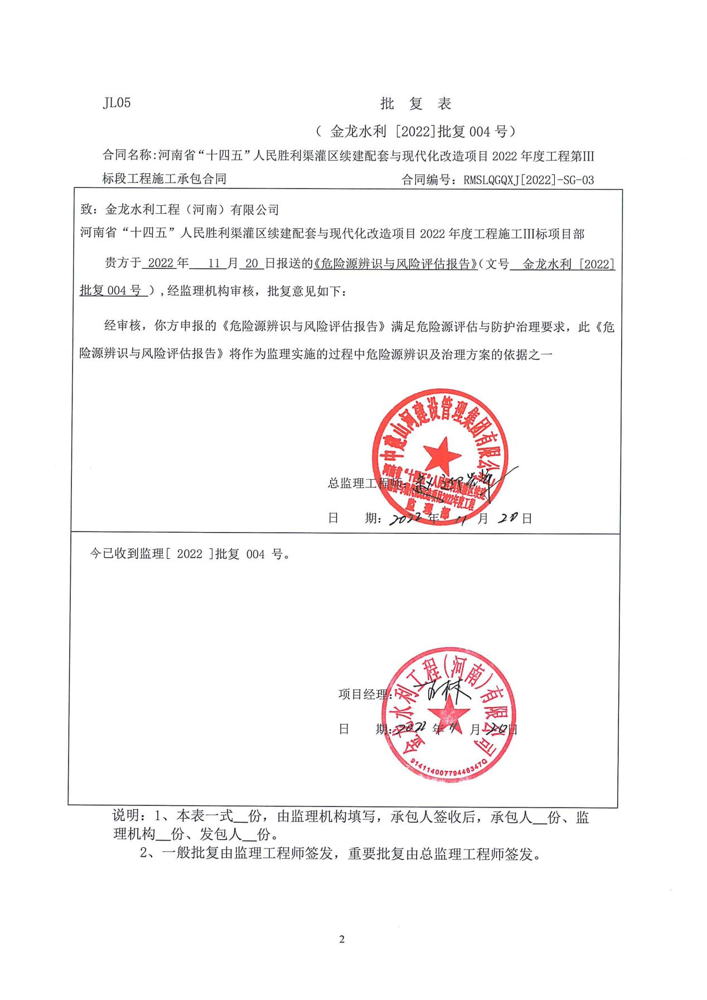 JL05 批 复 表
（ 金龙水利 [2022]批复 004 号）
合同名称:河南省“十四五”人民胜利渠灌区续建配套与现代化改造项目 2022 年度工程第III
标段工程施工承包合同 合同编号：RMSLQGQXJ[2022]-SG-03
致：金龙水利工程（河南）有限公司
河南省“十四五”人民胜利渠灌区续建配套与现代化改造项目 2022 年度工程施工III标项目部
贵方于 2022 年 11 月 20 日报送的《危险源辨识与风险评估报告》（文号 金龙水利 [2022]
批复 004 号 ）,经监理机构审核，批复意见如下：
经审核，你方申报的《危险源辨识与风险评估报告》满足危险源评估与防护治理要求，此《危
险源辨识与风险评估报告》将作为监理实施的过程中危险源辨识及治理方案的依据之一
中建山河建设管理集团有限公司
河南省“十四五”人民胜利渠灌区续建
配套与现代化改造项目2022年度工程
监理部
总监理工程师：
日 期：2022 年 11 月 20 日
今已收到监理[ 2022 ]批复 004 号。
金龙水利工程(河南)有限公司
项目经理：
日 期：2022 年 11 月 20 日
91411400779446347Q
说明：1、本表一式__份，由监理机构填写，承包人签收后，承包人__份、监
理机构__份、发包人__份。
2、一般批复由监理工程师签发，重要批复由总监理工程师签发。
2